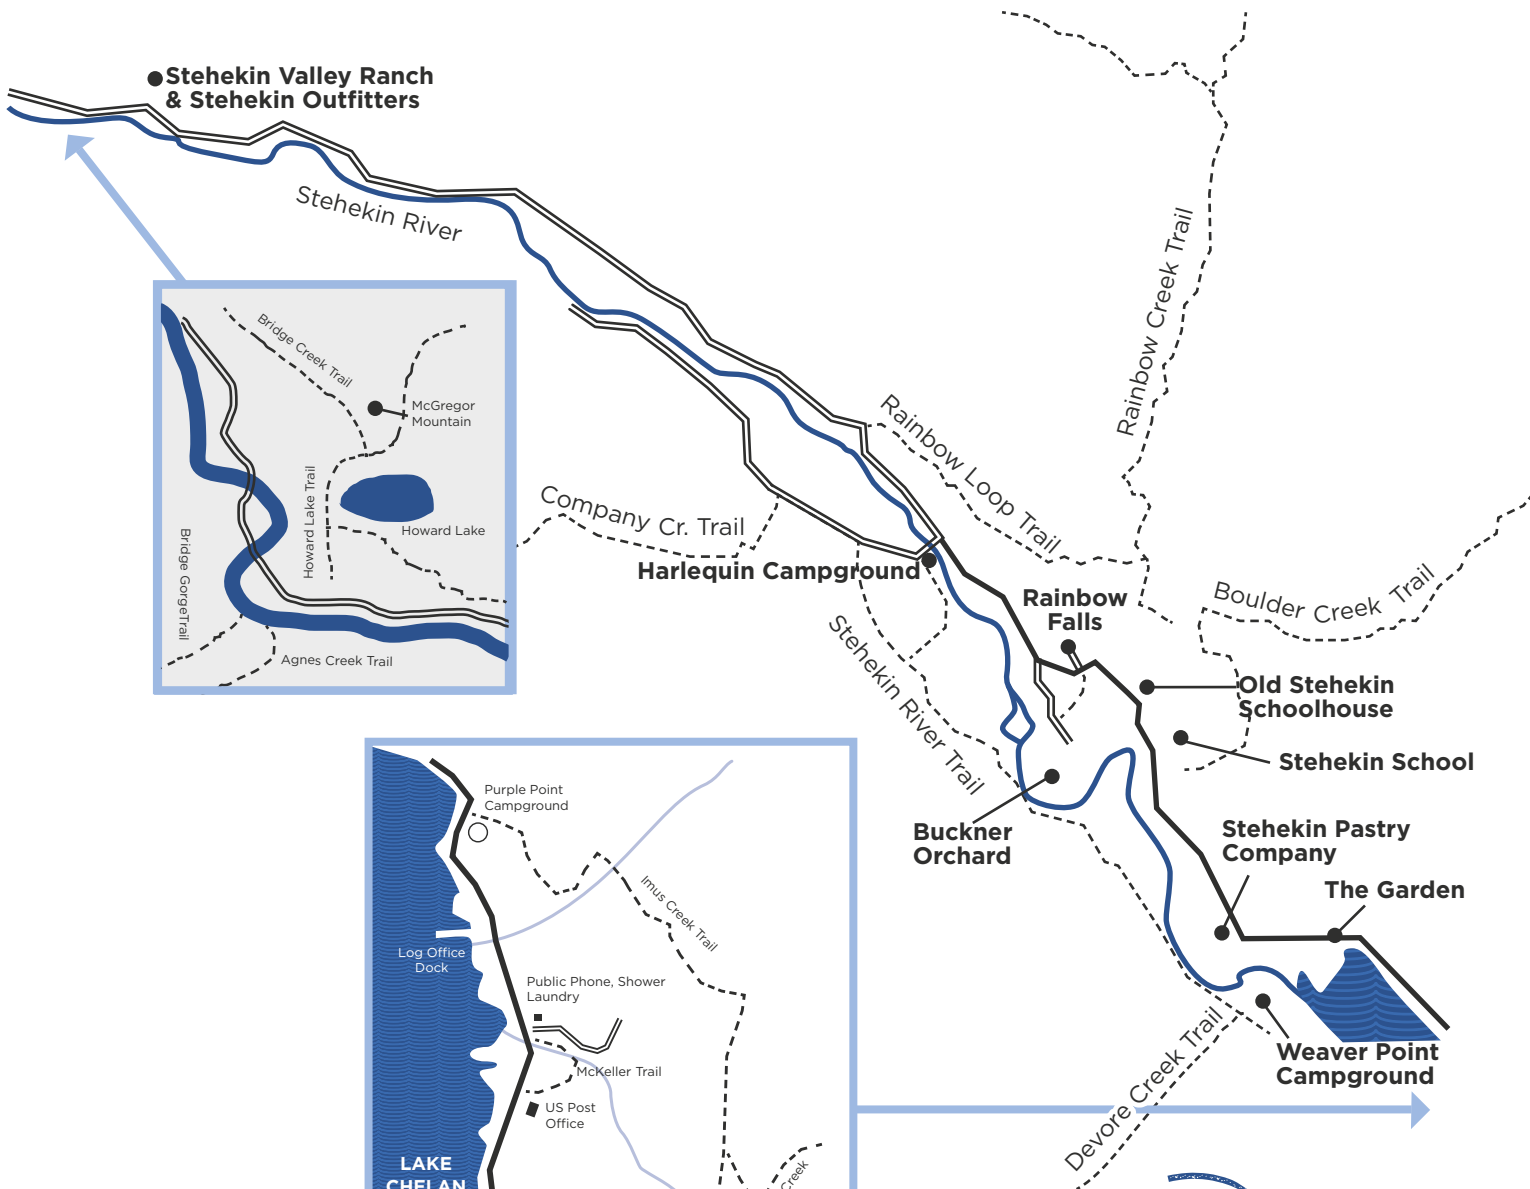 Stehekin Valley Ranch
& Stehekin Outfitters
Stehekin River
Bridge Creek Trail
McGregor
Mountain
Howard Lake Trail
Howard Lake
Bridge GorgeTrail
Agnes Creek Trail
Rainbow Creek Trail
Rainbow Loop Trail
Company Cr. Trail
Harlequin Campground
Rainbow
Falls
Boulder Creek Trail
Stehekin River Trail
Old Stehekin
Schoolhouse
Stehekin School
Buckner
Orchard
Stehekin Pastry
Company
The Garden
Weaver Point
Campground
Devore Creek Trail
Purple Point
Campground
Imus Creek Trail
Log Office
Dock
Public Phone, Shower
Laundry
McKeller Trail
US Post
Office
LAKE
CHELAN
Creek